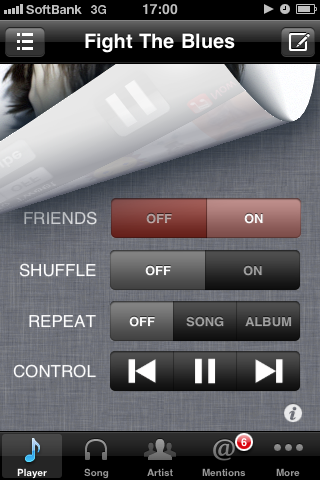 SoftBank 3G 17:00
Fight The Blues
FRIENDS OFF ON
SHUFFLE OFF ON
REPEAT OFF SONG ALBUM
CONTROL
6
Player Song Artist Mentions More